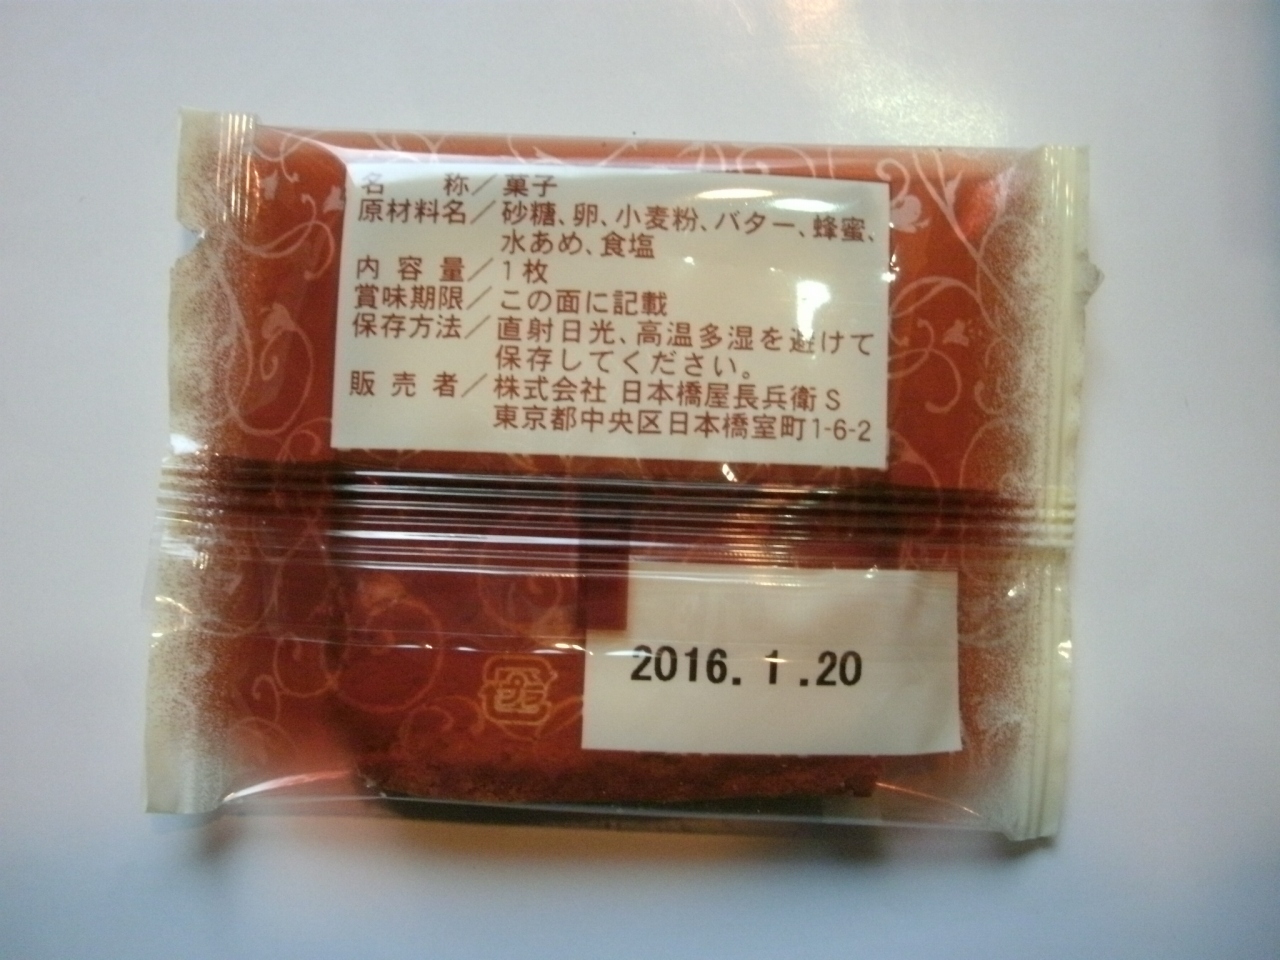 名　　称／菓子
原材料名／砂糖、卵、小麦粉、バター、蜂蜜、
水あめ、食塩
内 容 量／1枚
賞味期限／この面に記載
保存方法／直射日光、高温多湿を避けて
保存してください。
販 売 者／株式会社 日本橋屋長兵衛 S
東京都中央区日本橋室町1-6-2
2016. 1 .20